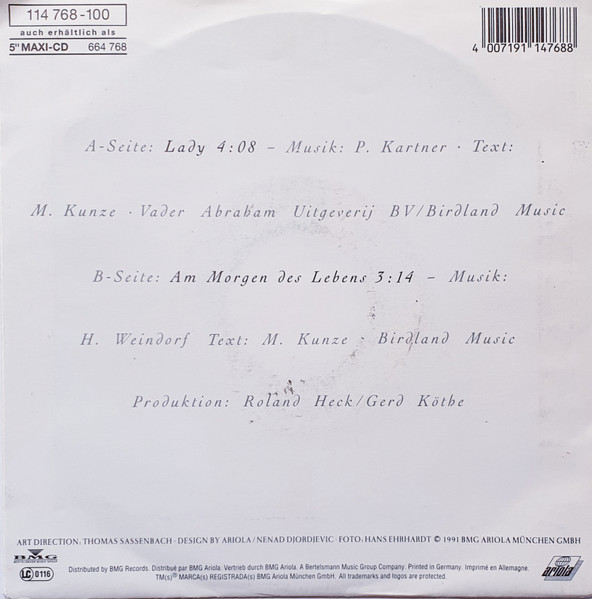 114 768-100
auch erhältlich als
5" MAXI-CD 664 768
4 007191 147688
A-Seite: Lady 4:08 – Musik: P. Kartner · Text:
M. Kunze · Vader Abraham Uitgeverij BV/Birdland Music
B-Seite: Am Morgen des Lebens 3:14 – Musik:
H. Weindorf Text: M. Kunze · Birdland Music
Produktion: Roland Heck/Gerd Köthe
ART DIRECTION: THOMAS SASSENBACH · DESIGN BY ARIOLA / NENAD DJORDJEVIC · FOTO: HANS EHRHARDT © 1991 BMG ARIOLA MÜNCHEN GMBH
BMG
LC 0116
Distributed by BMG Records. Distribué par BMG Ariola. Vertrieb durch BMG Ariola. A Bertelsmann Music Group Company. Printed in Germany. Imprimé en Allemagne.
TM(s)® MARCA(s) REGISTRADA(s) BMG Ariola München GmbH. All trademarks and logos are protected.
ariola